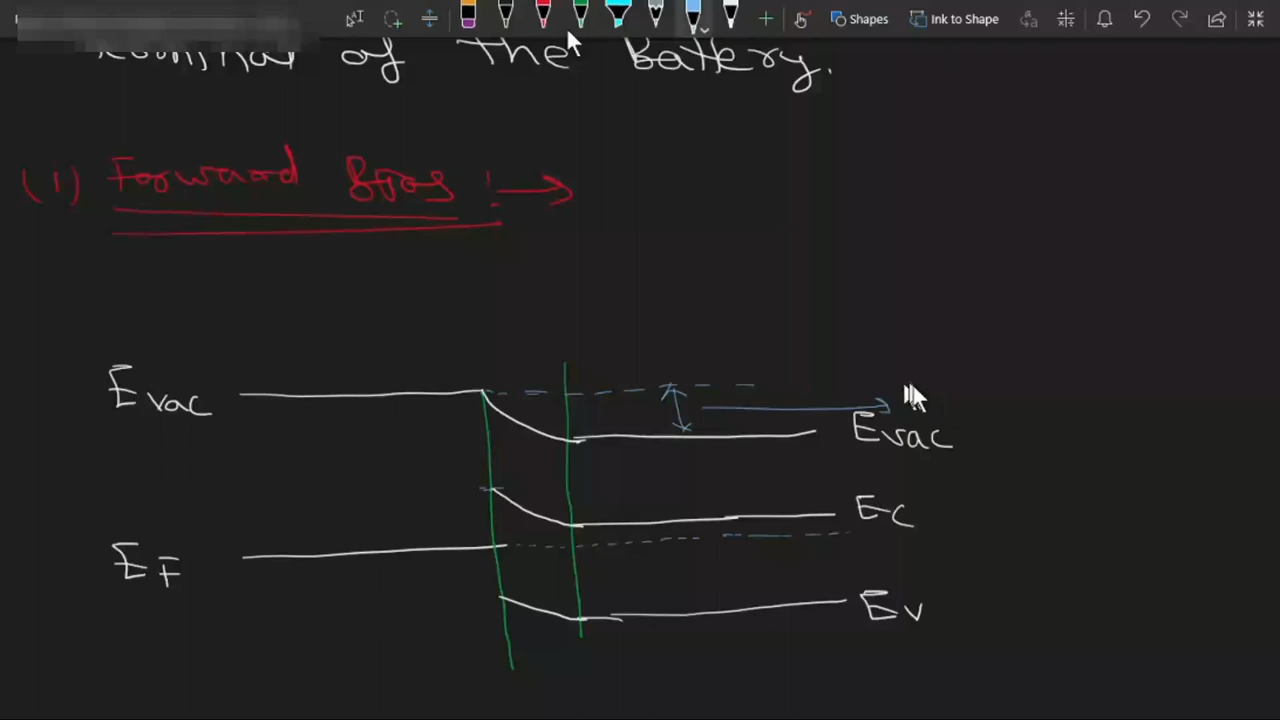 Shapes Ink to Shape
of the battery.
(1) Forward Bias :→
Evac
Evac
Ec
EF
Ev